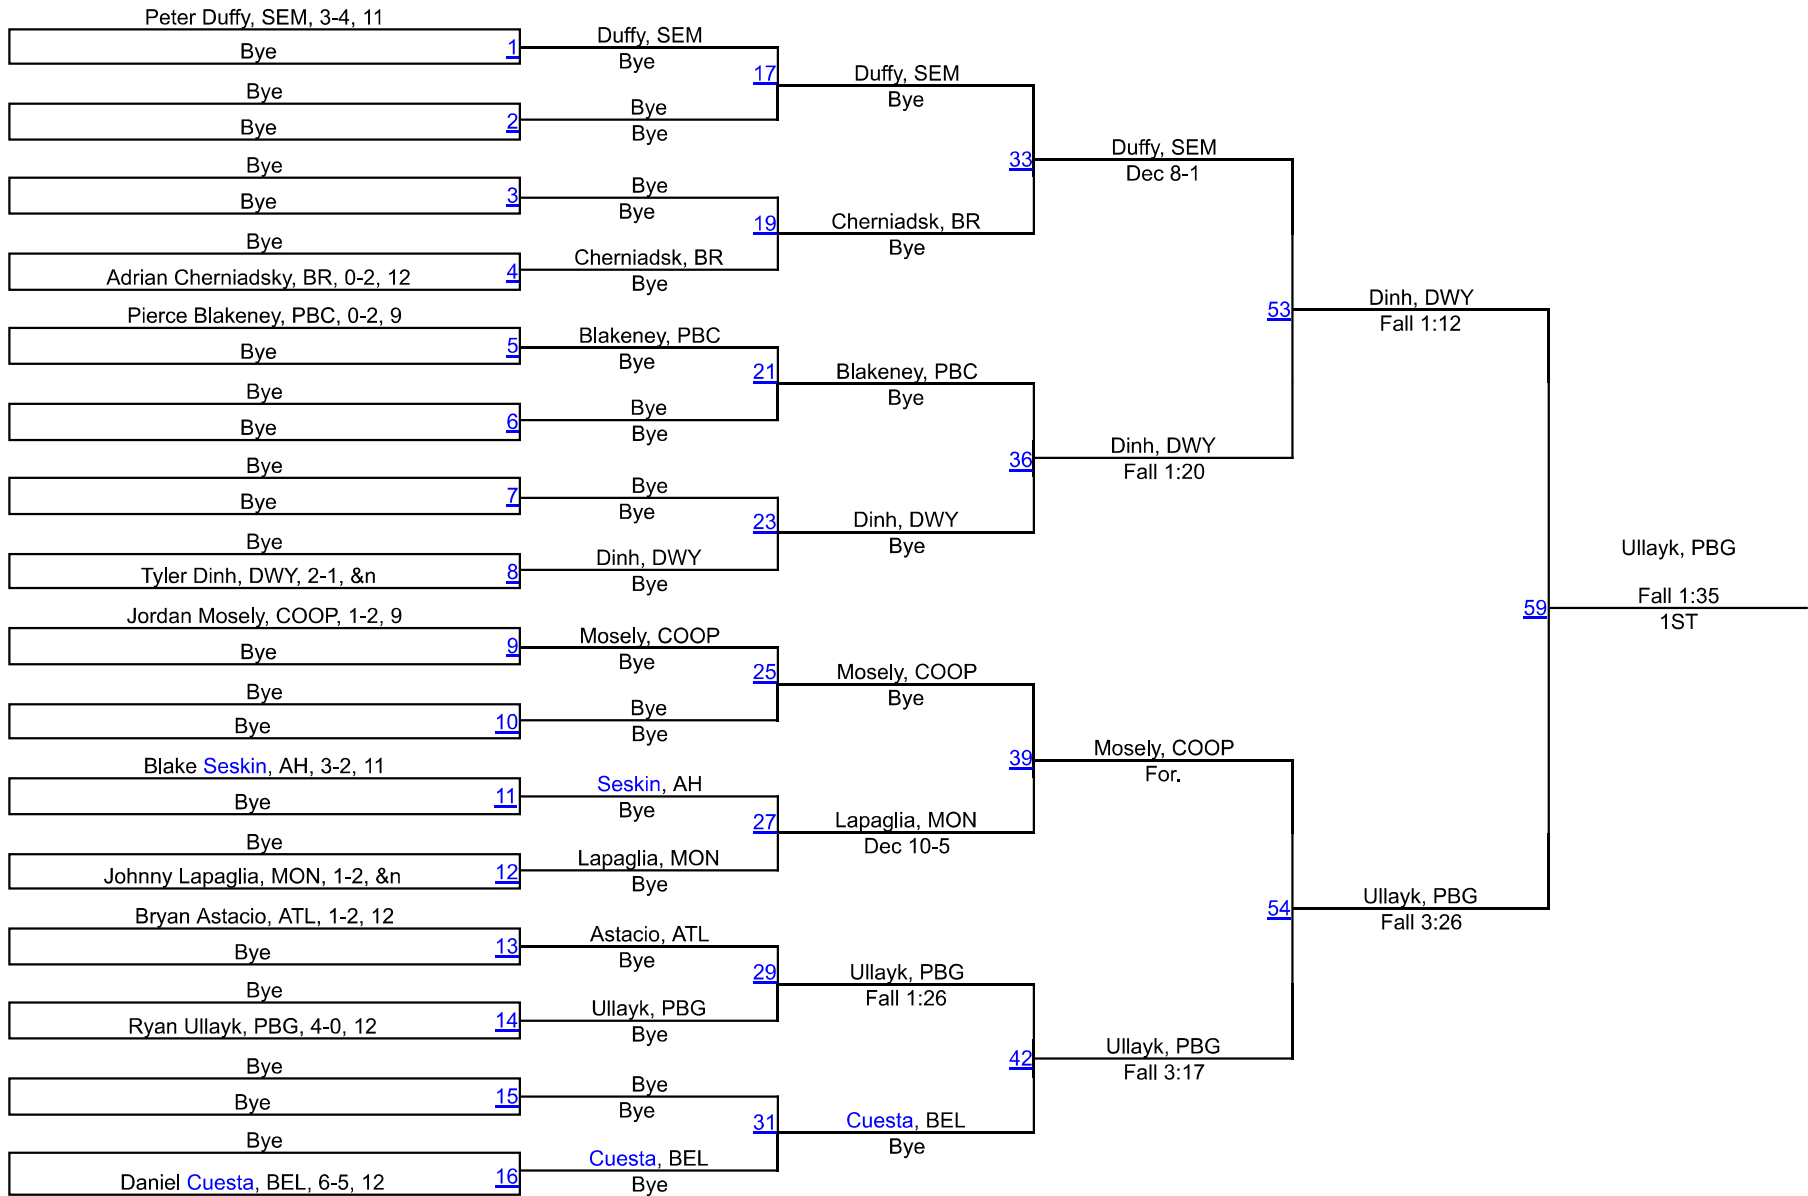 Peter Duffy, SEM, 3-4, 11
Bye
1
Bye
Bye
2
Bye
Bye
3
Bye
Adrian Cherniadsky, BR, 0-2, 12
4
Pierce Blakeney, PBC, 0-2, 9
Bye
5
Bye
Bye
6
Bye
Bye
7
Bye
Tyler Dinh, DWY, 2-1, &n
8
Jordan Mosely, COOP, 1-2, 9
Bye
9
Bye
Bye
10
Blake Seskin, AH, 3-2, 11
Bye
11
Bye
Johnny Lapaglia, MON, 1-2, &n
12
Bryan Astacio, ATL, 1-2, 12
Bye
13
Bye
Ryan Ullayk, PBG, 4-0, 12
14
Bye
Bye
15
Bye
Daniel Cuesta, BEL, 6-5, 12
16
Duffy, SEM
Bye
17
Bye
Bye
Bye
Bye
19
Cherniadsk, BR
Bye
Blakeney, PBC
Bye
21
Bye
Bye
Bye
Bye
23
Dinh, DWY
Bye
Mosely, COOP
Bye
25
Bye
Bye
Seskin, AH
Bye
27
Lapaglia, MON
Bye
Astacio, ATL
Bye
29
Ullayk, PBG
Bye
Bye
Bye
31
Cuesta, BEL
Bye
Duffy, SEM
Bye
33
Cherniadsk, BR
Bye
Blakeney, PBC
Bye
36
Dinh, DWY
Bye
Mosely, COOP
Bye
39
Lapaglia, MON
Dec 10-5
Ullayk, PBG
Fall 1:26
42
Cuesta, BEL
Bye
Duffy, SEM
Dec 8-1
53
Dinh, DWY
Fall 1:20
Mosely, COOP
For.
54
Ullayk, PBG
Fall 3:17
Dinh, DWY
Fall 1:12
59
Ullayk, PBG
Fall 3:26
Ullayk, PBG
Fall 1:35
1ST